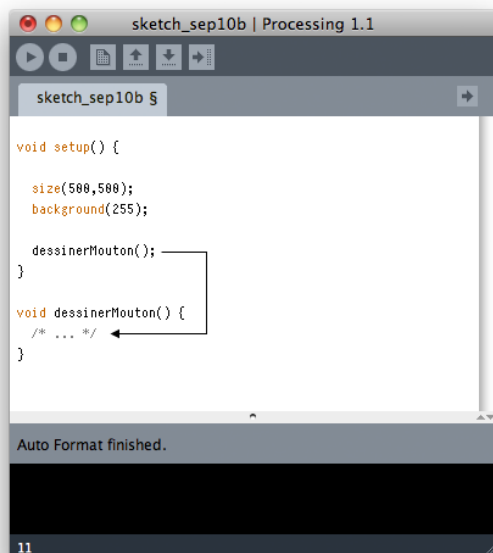 sketch_sep10b | Processing 1.1
sketch_sep10b §
void setup() {
size(500,500);
background(255);
dessinerMouton();
}
void dessinerMouton() {
/* ... */
}
Auto Format finished.
11